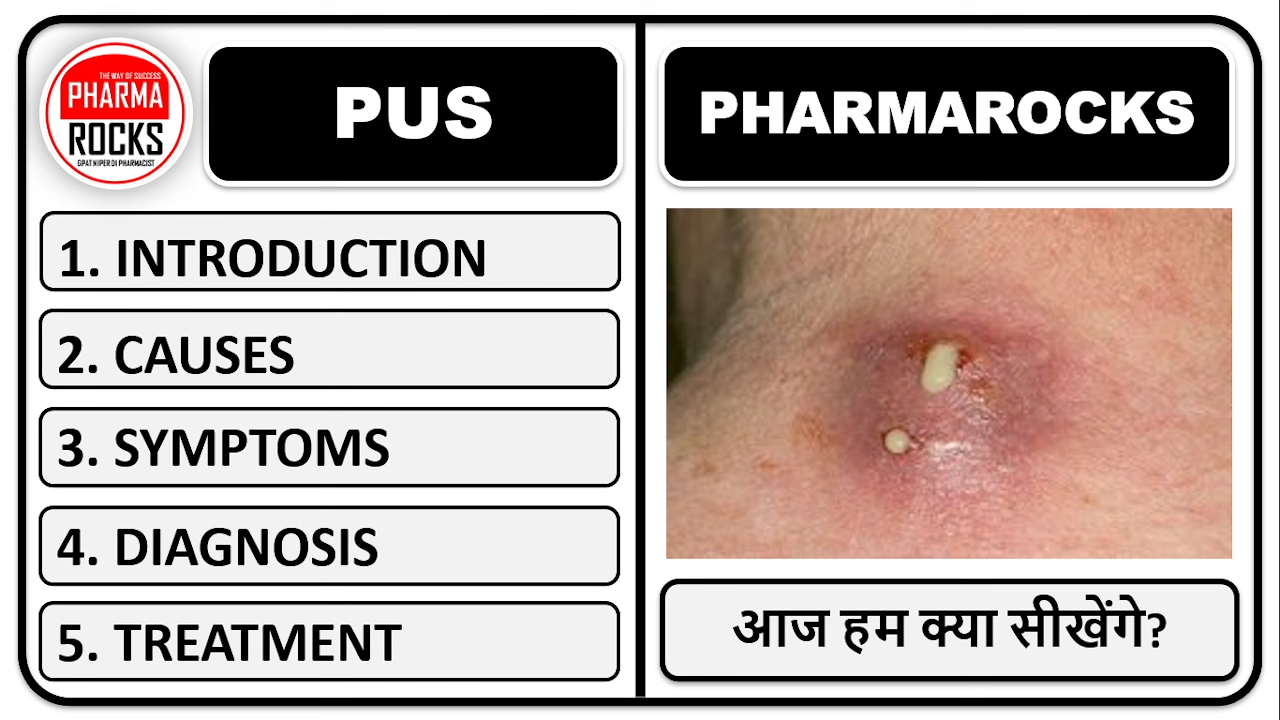 THE WAY OF SUCCESS
PHARMA
ROCKS
GPAT NIPER DI PHARMACIST
PUS
1. INTRODUCTION
2. CAUSES
3. SYMPTOMS
4. DIAGNOSIS
5. TREATMENT
PHARMAROCKS
आज हम क्या सीखेंगे?